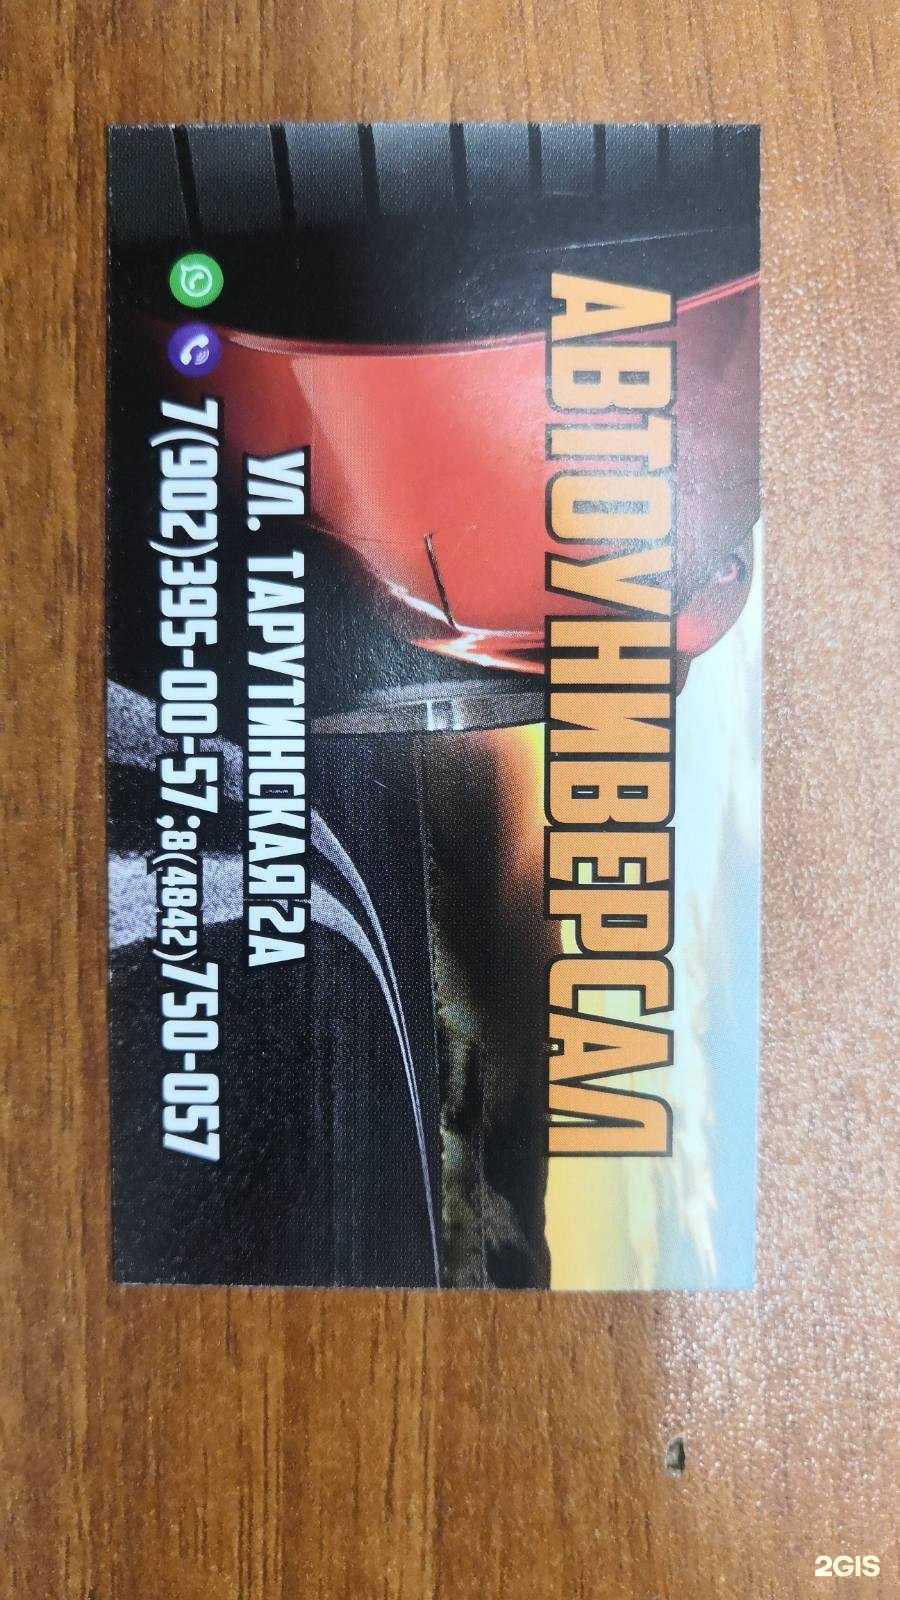 АВТОУНИВЕРСАЛ
УЛ. ТАРУТИНСКАЯ 2А
7(902)395-00-57;8(4842)750-057
2GIS